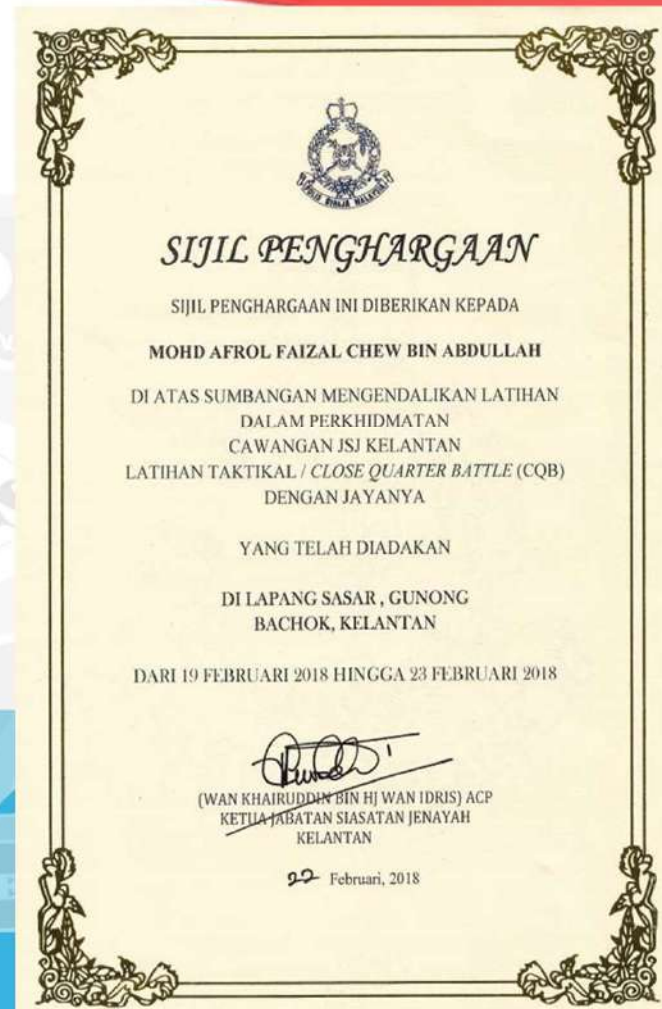 POLIS DIRAJA MALAYSIA
SIJIL PENGHARGAAN
SIJIL PENGHARGAAN INI DIBERIKAN KEPADA
MOHD AFROL FAIZAL CHEW BIN ABDULLAH
DI ATAS SUMBANGAN MENGENDALIKAN LATIHAN
DALAM PERKHIDMATAN
CAWANGAN JSJ KELANTAN
LATIHAN TAKTIKAL / CLOSE QUARTER BATTLE (CQB)
DENGAN JAYANYA
YANG TELAH DIADAKAN
DI LAPANG SASAR , GUNONG
BACHOK, KELANTAN
DARI 19 FEBRUARI 2018 HINGGA 23 FEBRUARI 2018
(WAN KHAIRUDDIN BIN HJ WAN IDRIS) ACP
KETUA JABATAN SIASATAN JENAYAH
KELANTAN
22 Februari, 2018